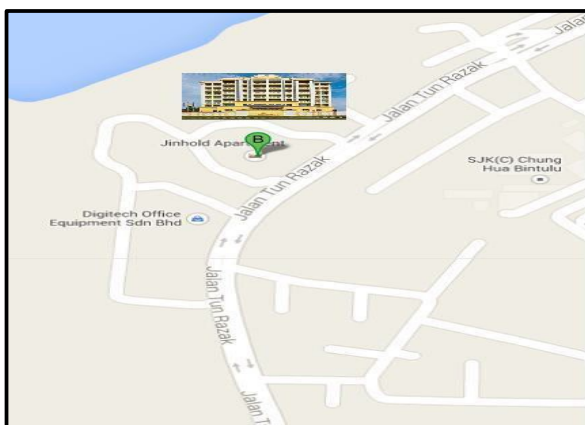 Jalan
Jalan Tun Razak
B
Jinhold Apartment
SJK(C) Chung
Hua Bintulu
Jalan Tun Razak
Digitech Office
Equipment Sdn Bhd
Jalan Tun Razak
Jalan T